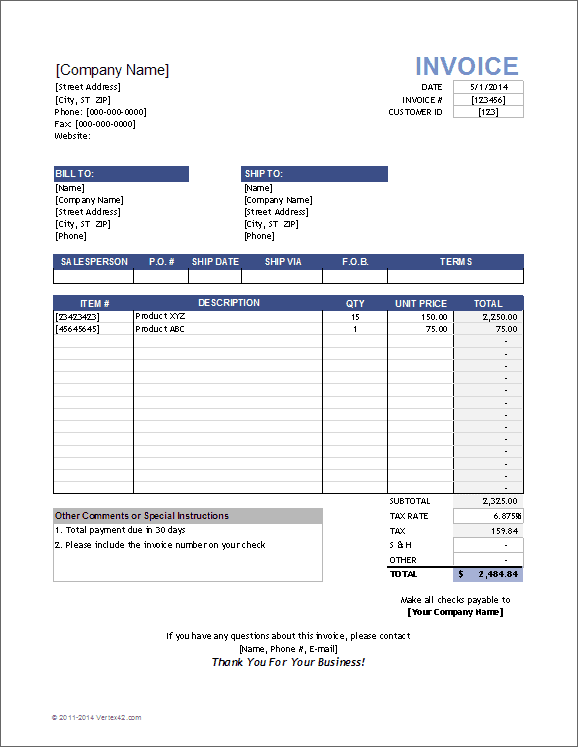 INVOICE
[Company Name]
[Street Address]
DATE 5/1/2014
[City, ST ZIP]
INVOICE # [123456]
Phone: [000-000-0000]
CUSTOMER ID [123]
Fax: [000-000-0000]
Website:
BILL TO: SHIP TO:
[Name] [Name]
[Company Name] [Company Name]
[Street Address] [Street Address]
[City, ST ZIP] [City, ST ZIP]
[Phone] [Phone]
SALESPERSON P.O. # SHIP DATE SHIP VIA F.O.B. TERMS
ITEM # DESCRIPTION QTY UNIT PRICE TOTAL
[23423423] Product XYZ 15 150.00 2,250.00
[45645645] Product ABC 1 75.00 75.00
-
-
-
-
-
-
-
-
-
-
-
-
-
SUBTOTAL 2,325.00
Other Comments or Special Instructions
TAX RATE 6.875%
1. Total payment due in 30 days
TAX 159.84
2. Please include the invoice number on your check
S & H -
OTHER -
TOTAL $ 2,484.84
Make all checks payable to
[Your Company Name]
If you have any questions about this invoice, please contact
[Name, Phone #, E-mail]
Thank You For Your Business!
© 2011-2014 Vertex42.com